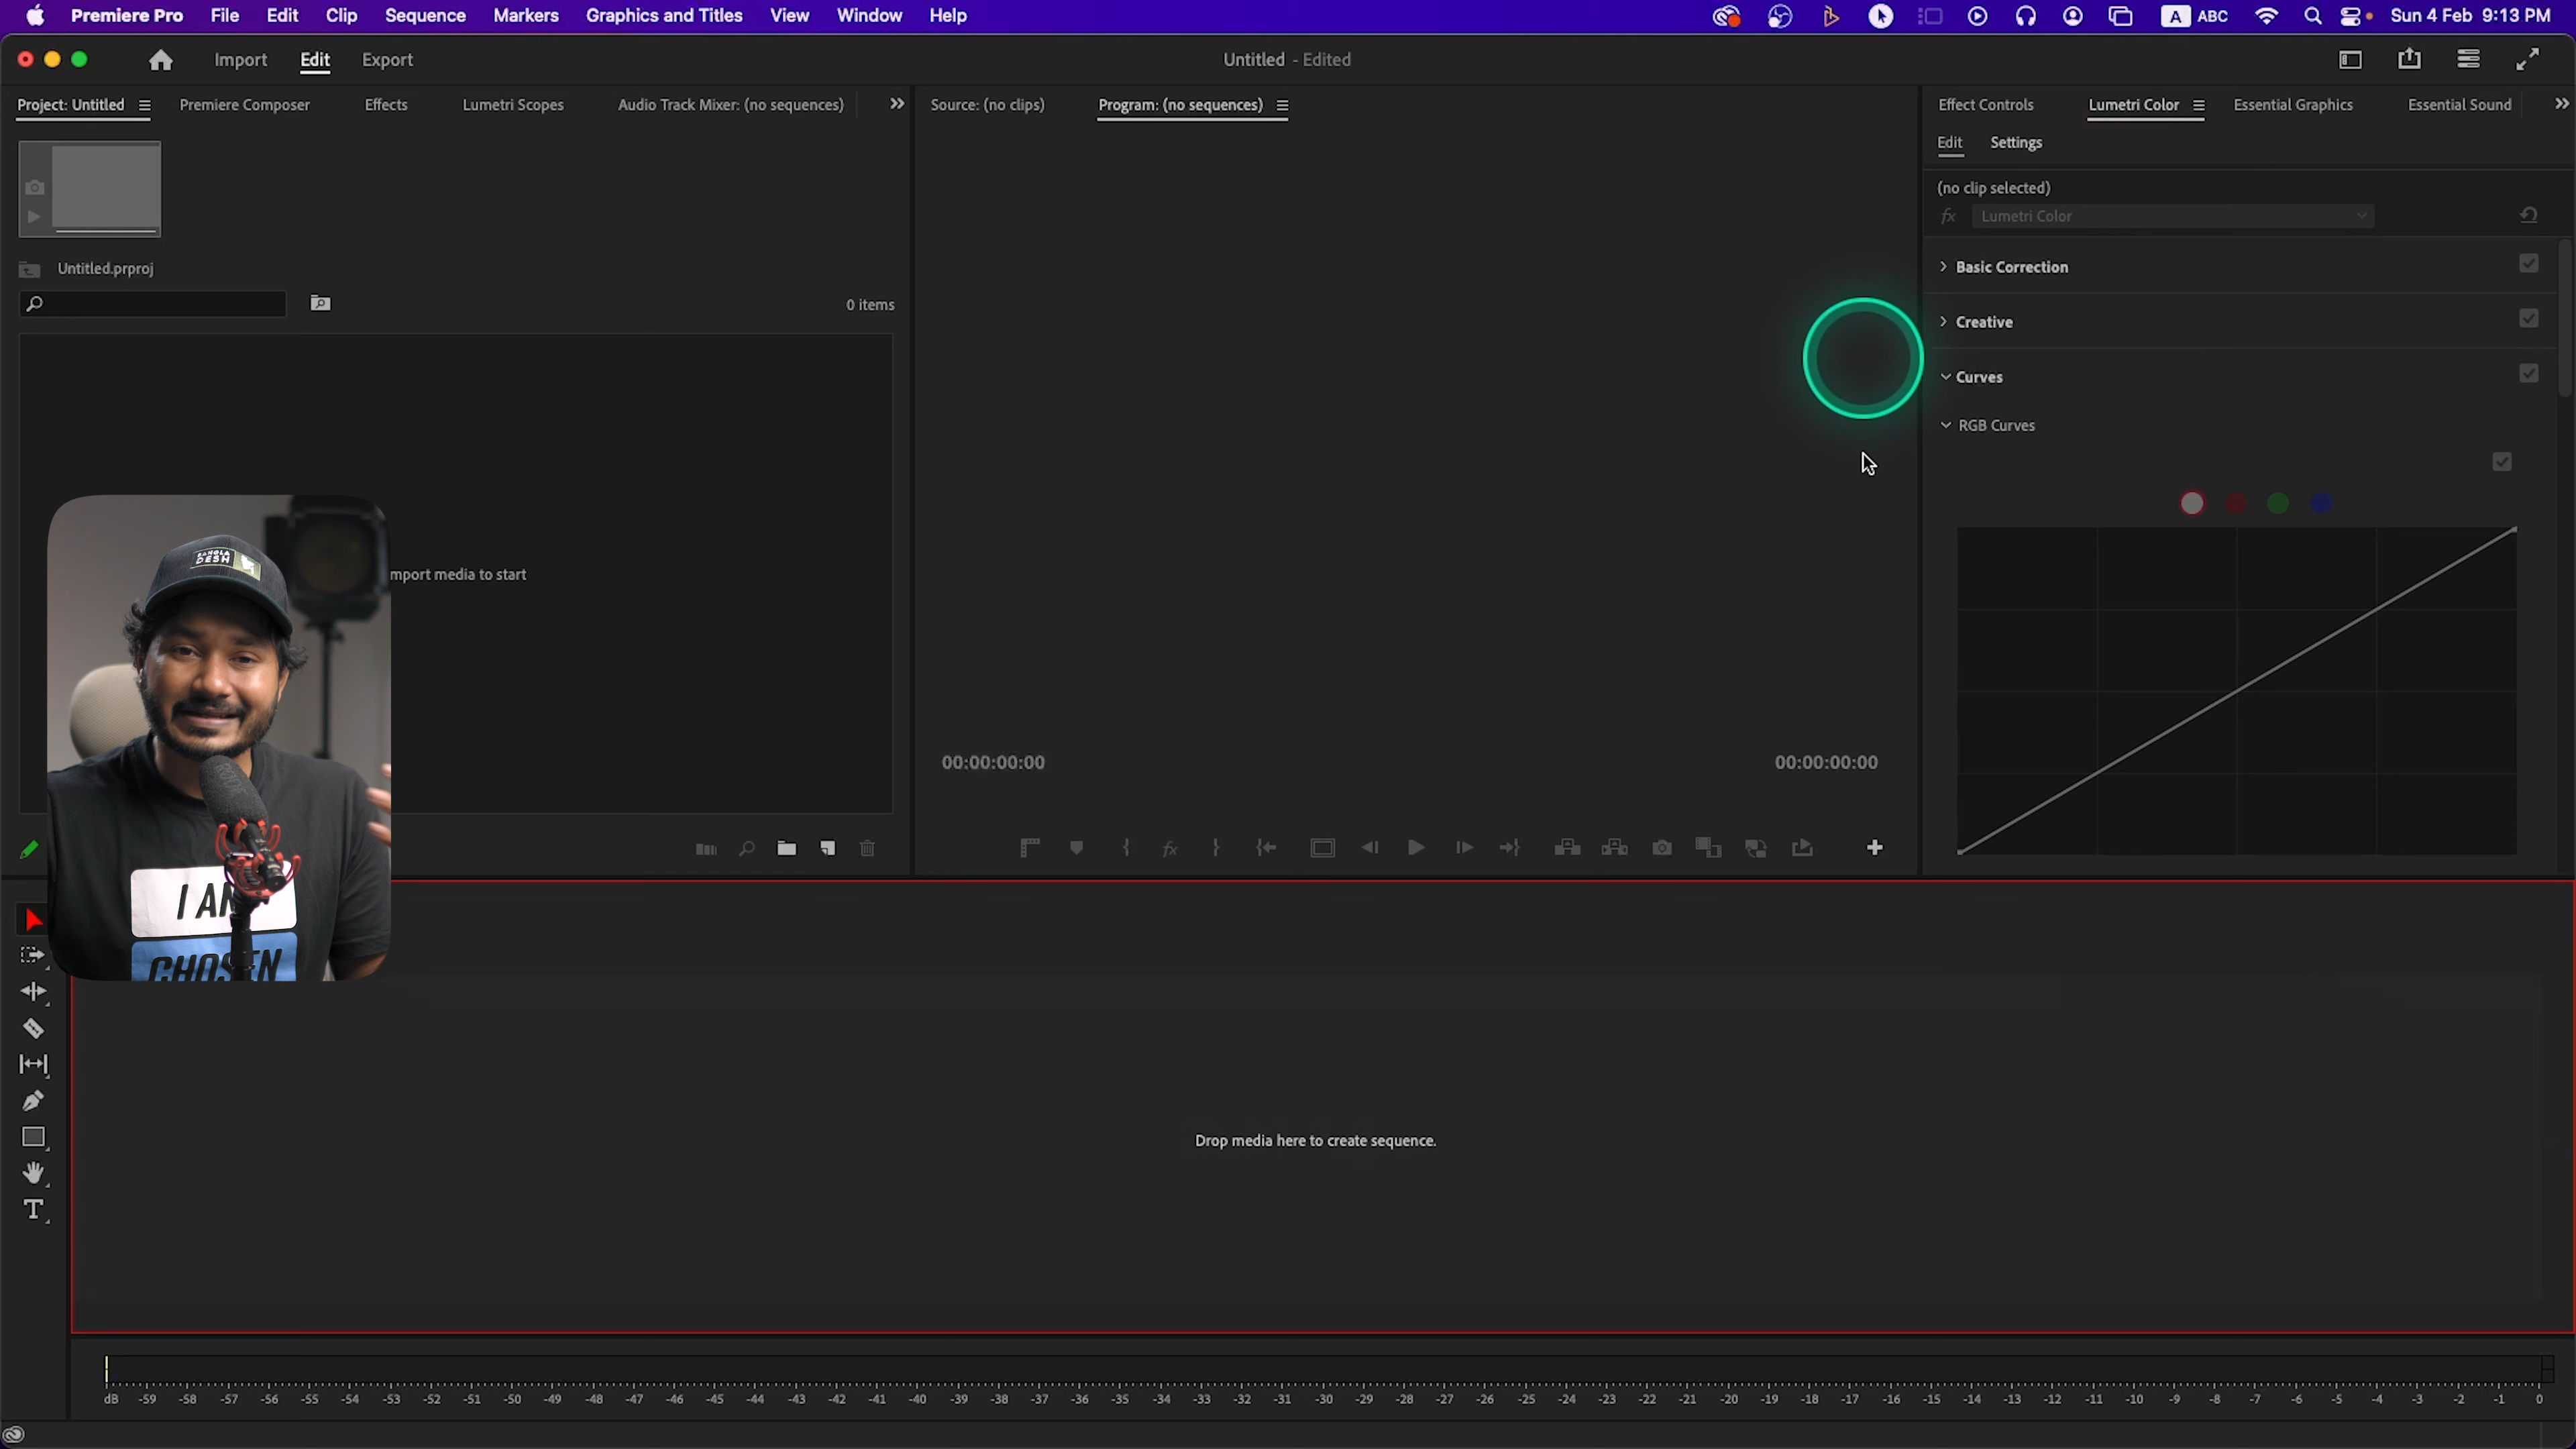 Premiere Pro File Edit Clip Sequence Markers Graphics and Titles View Window Help A ABC Sun 4 Feb 9:13 PM
Import Edit Export Untitled - Edited
Project: Untitled Premiere Composer Effects Lumetri Scopes Audio Track Mixer: (no sequences) Source: (no clips) Program: (no sequences) Effect Controls Lumetri Color Essential Graphics Essential Sound
Edit Settings
(no clip selected)
fx Lumetri Color
Untitled.prproj
0 items
Basic Correction
Creative
Curves
RGB Curves
BANGLA
DESH
mport media to start
00:00:00:00 00:00:00:00
fx
I AM
CHOSEN
Drop media here to create sequence.
T
dB -59 -58 -57 -56 -55 -54 -53 -52 -51 -50 -49 -48 -47 -46 -45 -44 -43 -42 -41 -40 -39 -38 -37 -36 -35 -34 -33 -32 -31 -30 -29 -28 -27 -26 -25 -24 -23 -22 -21 -20 -19 -18 -17 -16 -15 -14 -13 -12 -11 -10 -9 -8 -7 -6 -5 -4 -3 -2 -1 0